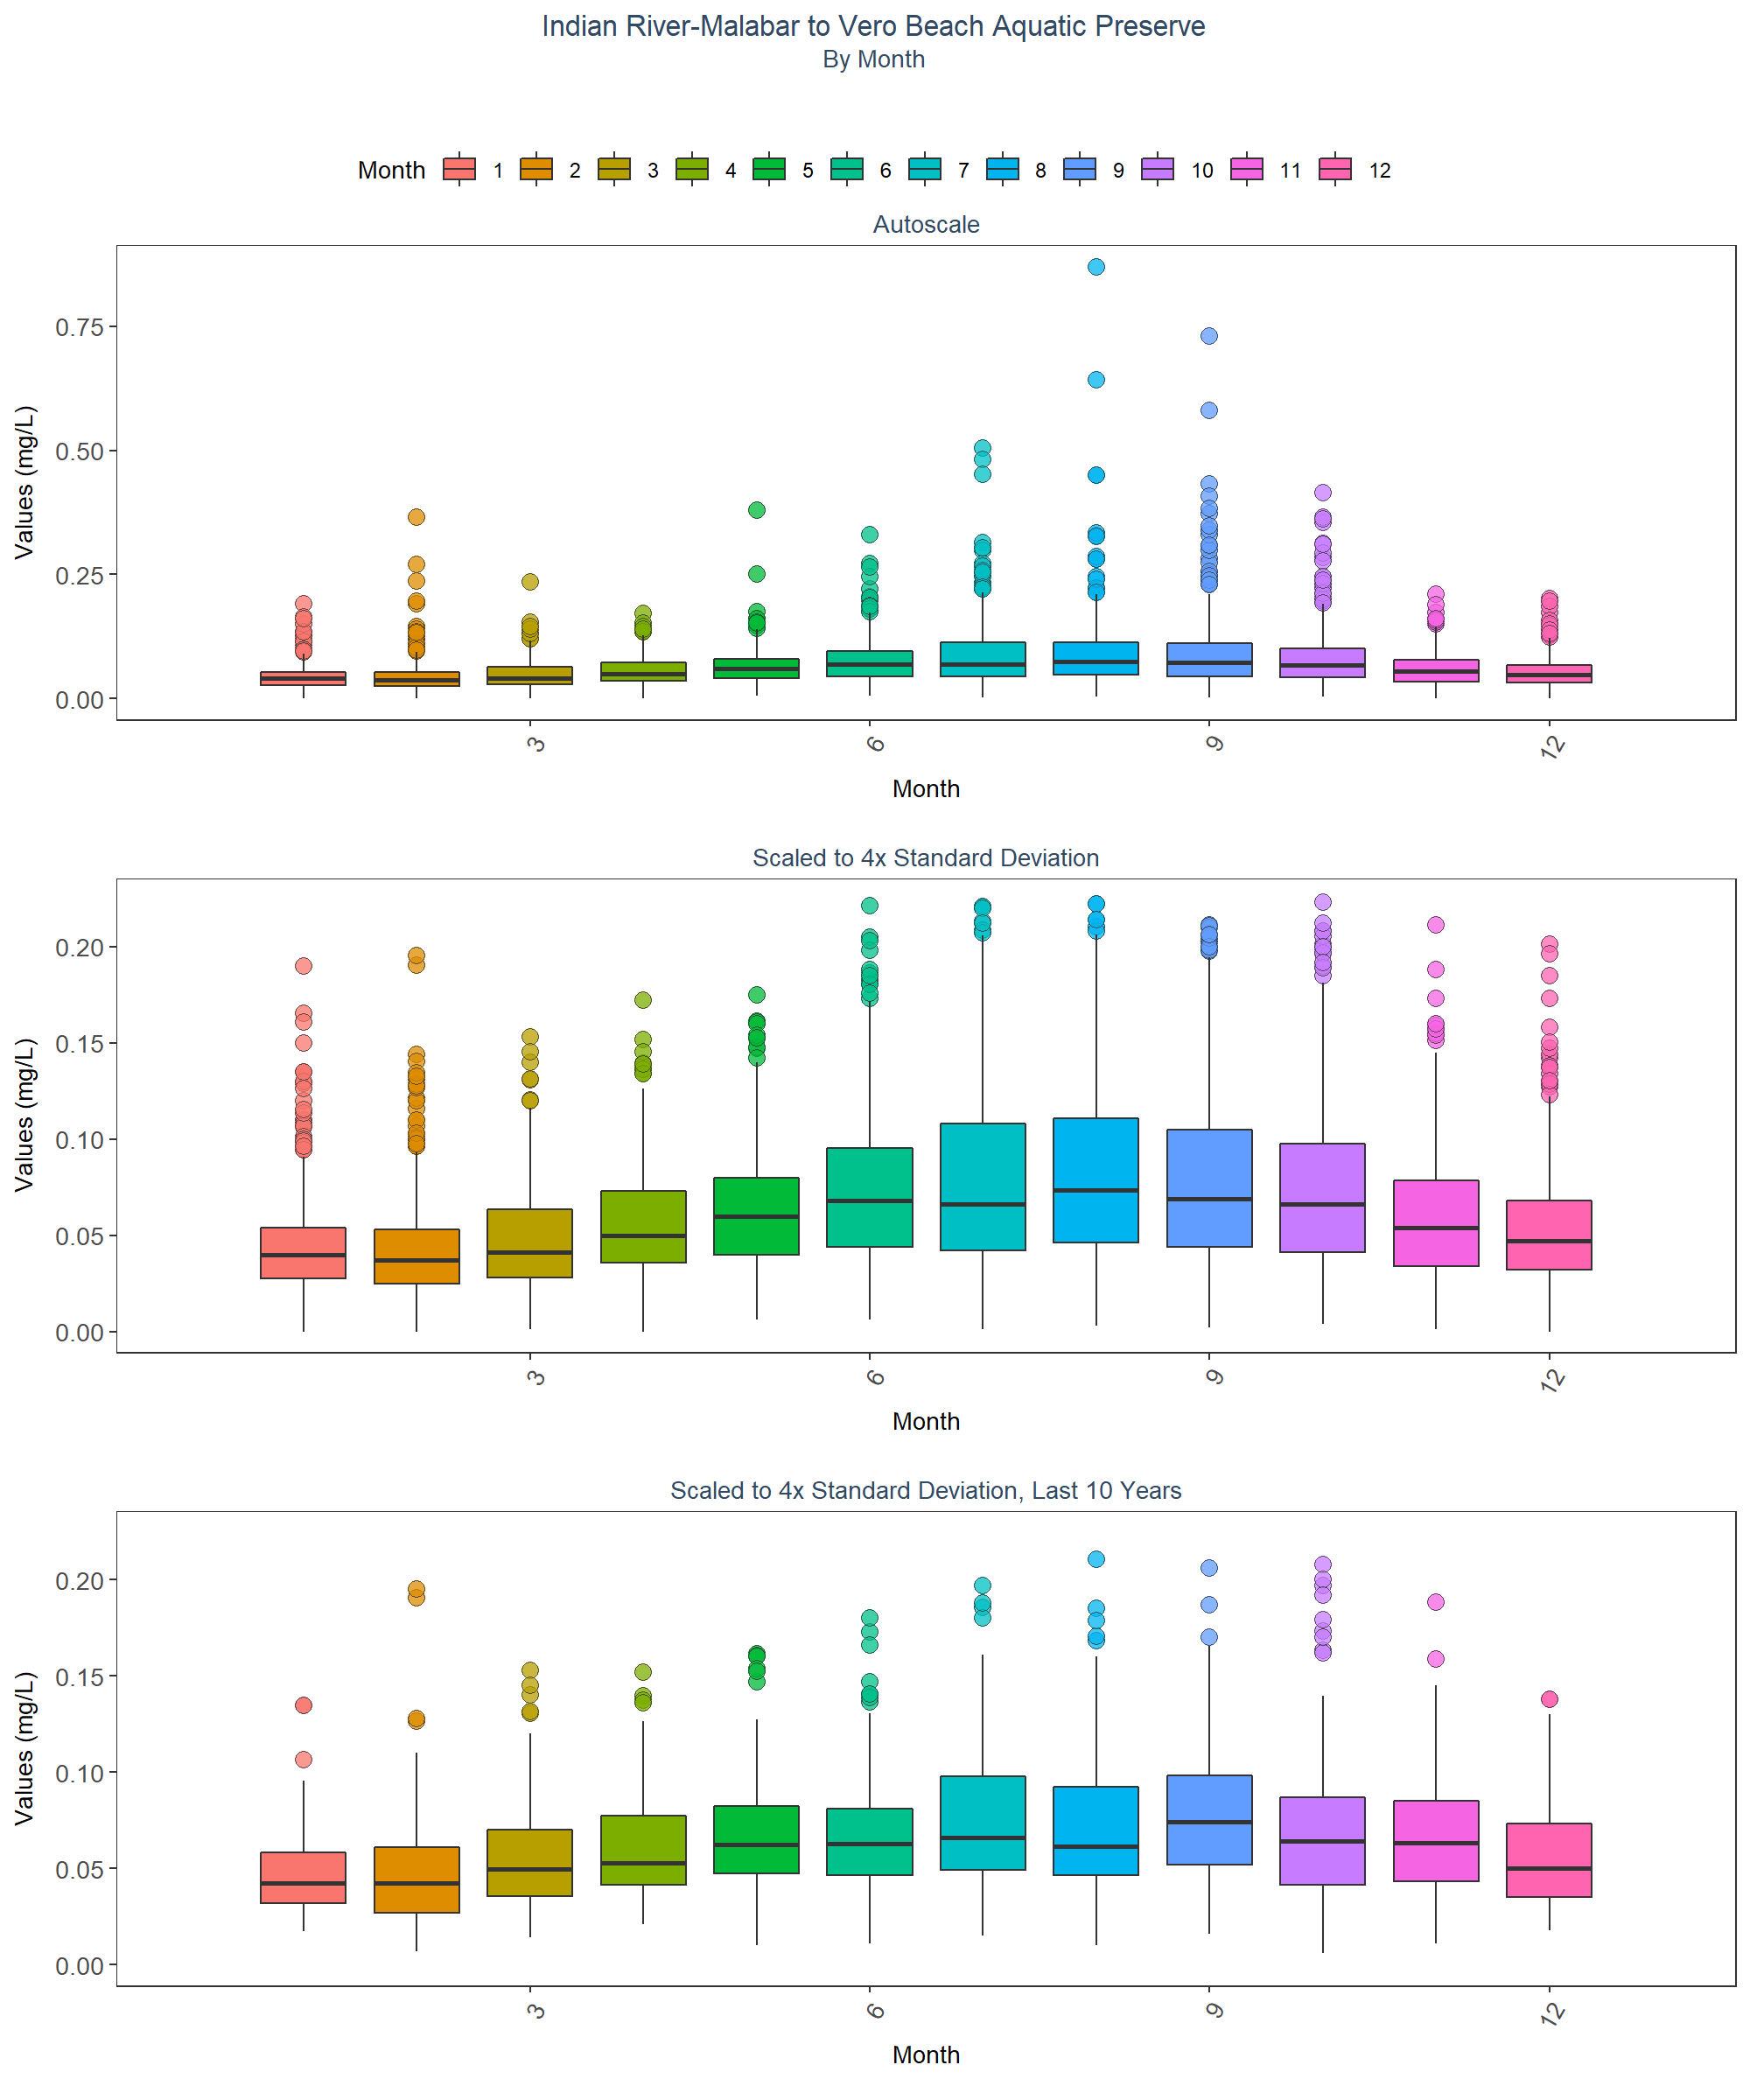 Indian River-Malabar to Vero Beach Aquatic Preserve
By Month
Month 1 2 3 4 5 6 7 8 9 10 11 12
Autoscale
Values (mg/L)
0.75
0.50
0.25
0.00
3 6 9 12
Month
Scaled to 4x Standard Deviation
Values (mg/L)
0.20
0.15
0.10
0.05
0.00
3 6 9 12
Month
Scaled to 4x Standard Deviation, Last 10 Years
Values (mg/L)
0.20
0.15
0.10
0.05
0.00
3 6 9 12
Month